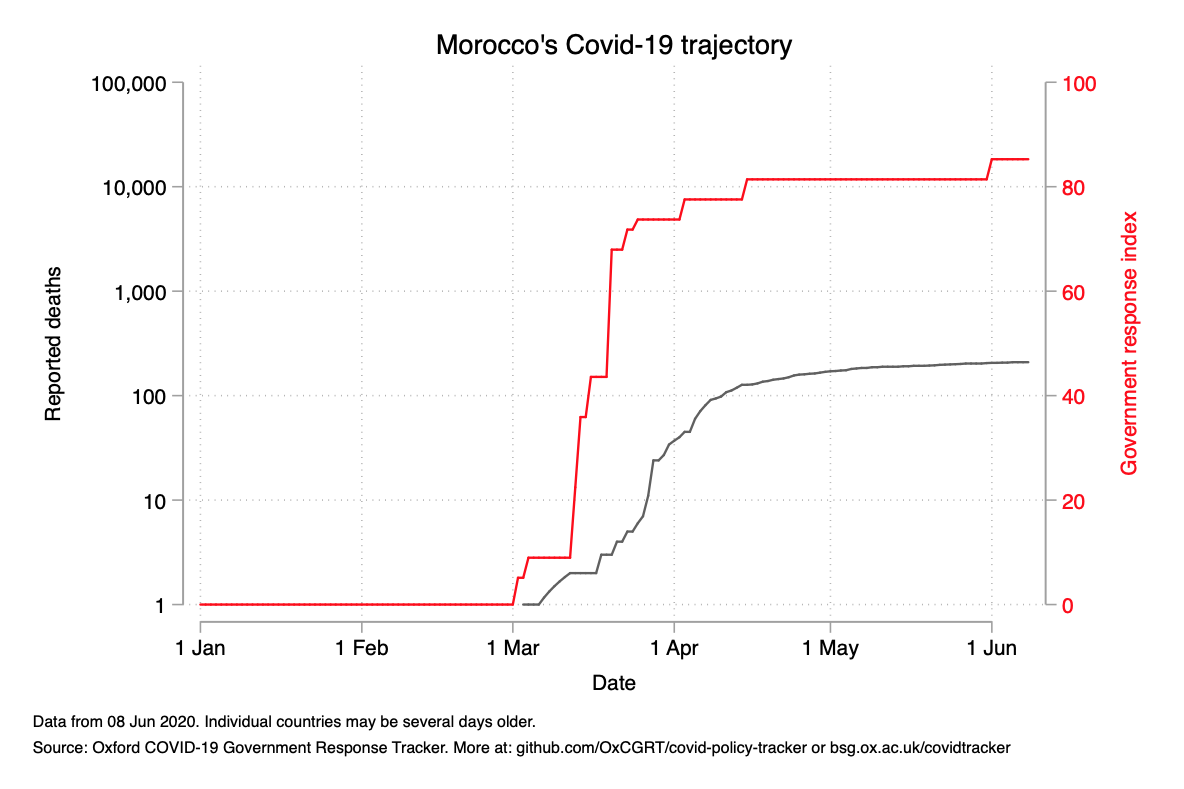 Morocco's Covid-19 trajectory
100,000
10,000
1,000
100
10
1
Reported deaths
100
80
60
40
20
0
Government response index
1 Jan 1 Feb 1 Mar 1 Apr 1 May 1 Jun
Date
Data from 08 Jun 2020. Individual countries may be several days older.
Source: Oxford COVID-19 Government Response Tracker. More at: github.com/OxCGRT/covid-policy-tracker or bsg.ox.ac.uk/covidtracker